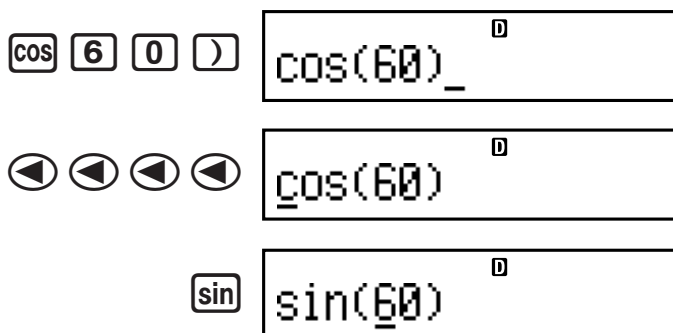 D
cos 6 0 ) cos(60)_
D
◀ ◀ ◀ ◀ cos(60)
D
sin sin(60)